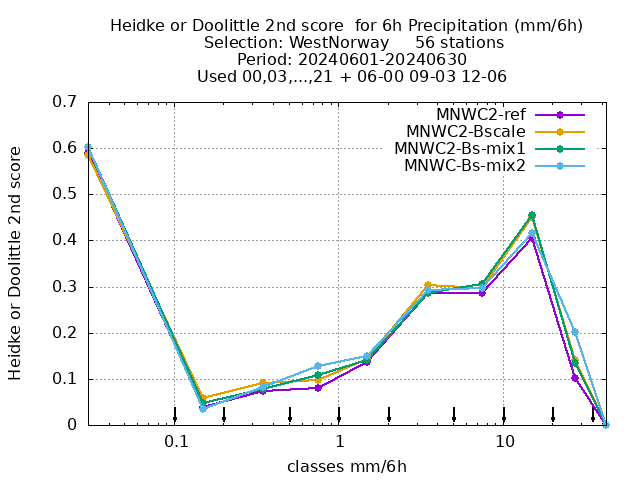 Heidke or Doolittle 2nd score  for 6h Precipitation (mm/6h)
Selection: WestNorway     56 stations
Period: 20240601-20240630
Used 00,03,...,21 + 06-00 09-03 12-06
MNWC2-ref
MNWC2-Bscale
MNWC2-Bs-mix1
MNWC-Bs-mix2
Heidke or Doolittle 2nd score
0.7
0.6
0.5
0.4
0.3
0.2
0.1
0
0.1 1 10
classes mm/6h